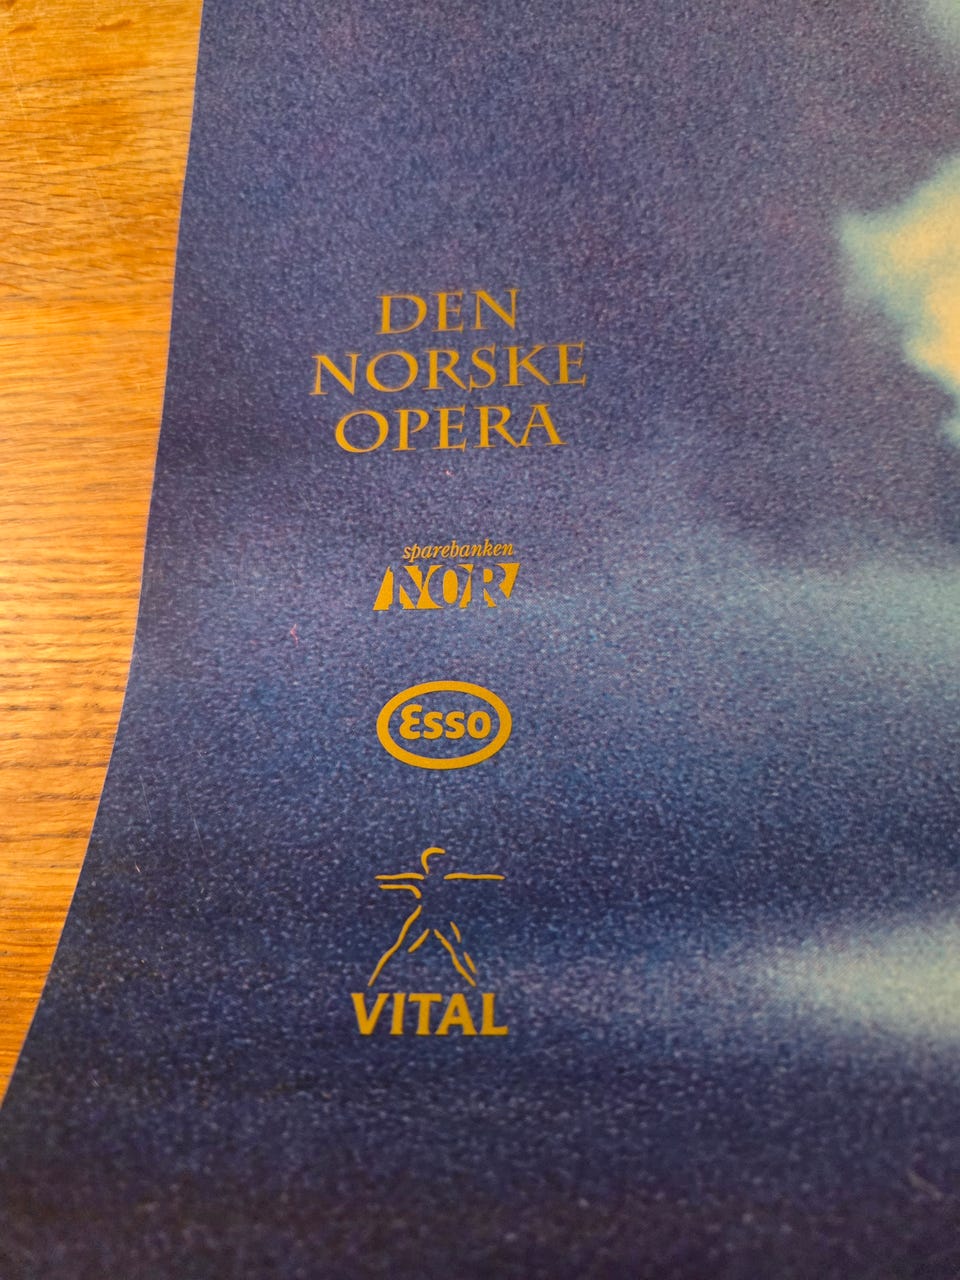 DEN
NORSKE
OPERA
sparebanken
NOR
Esso
VITAL